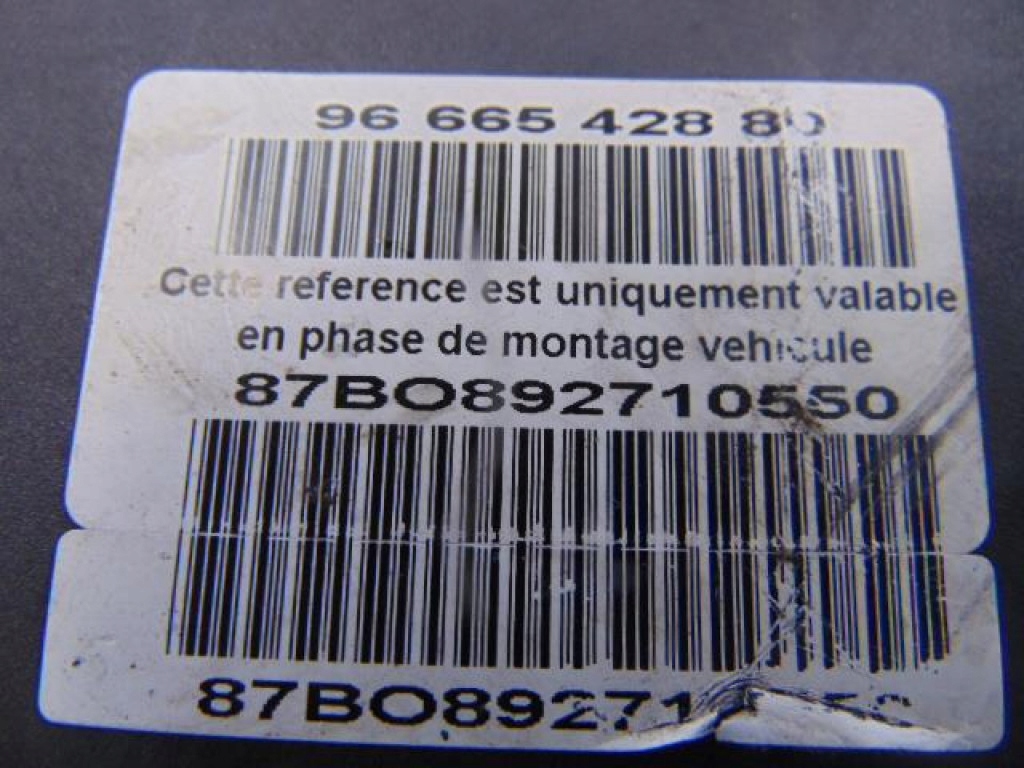 96 665 428 80
Cette reference est uniquement valable
en phase de montage vehicule
87BO892710550